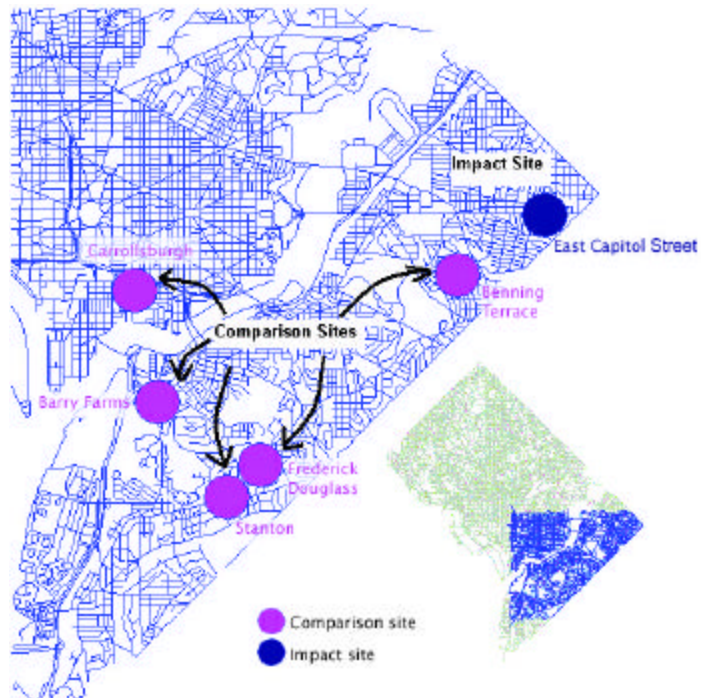 Impact Site
East Capitol Street
Carrollsburgh
Benning
Terrace
Comparison Sites
Barry Farms
Frederick
Douglass
Stanton
Comparison site
Impact site